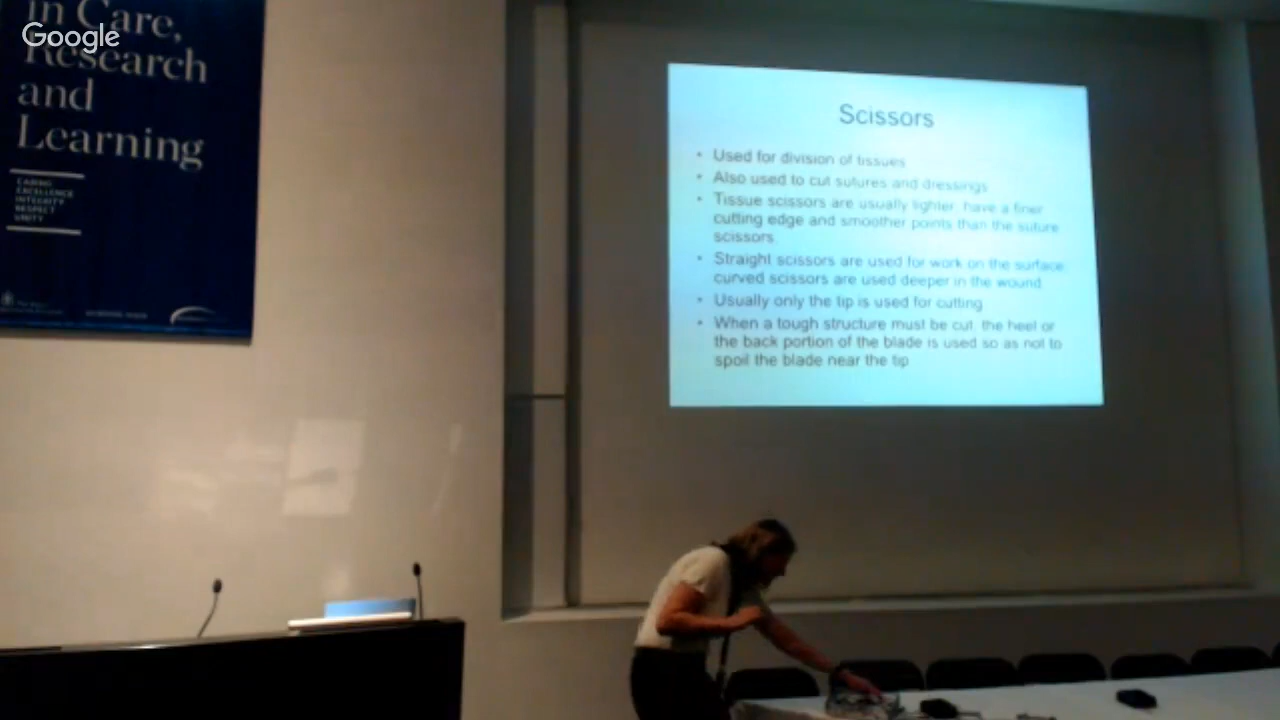 Google
in Care,
Research
and
Learning
CARING
EXCELLENCE
INTEGRITY
RESPECT
UNITY
Scissors
• Used for division of tissues
• Also used to cut sutures and dressings
• Tissue scissors are usually lighter, have a finer
cutting edge and smoother points than the suture
scissors.
• Straight scissors are used for work on the surface,
curved scissors are used deeper in the wound.
• Usually only the tip is used for cutting
• When a tough structure must be cut, the heel or
the back portion of the blade is used so as not to
spoil the blade near the tip